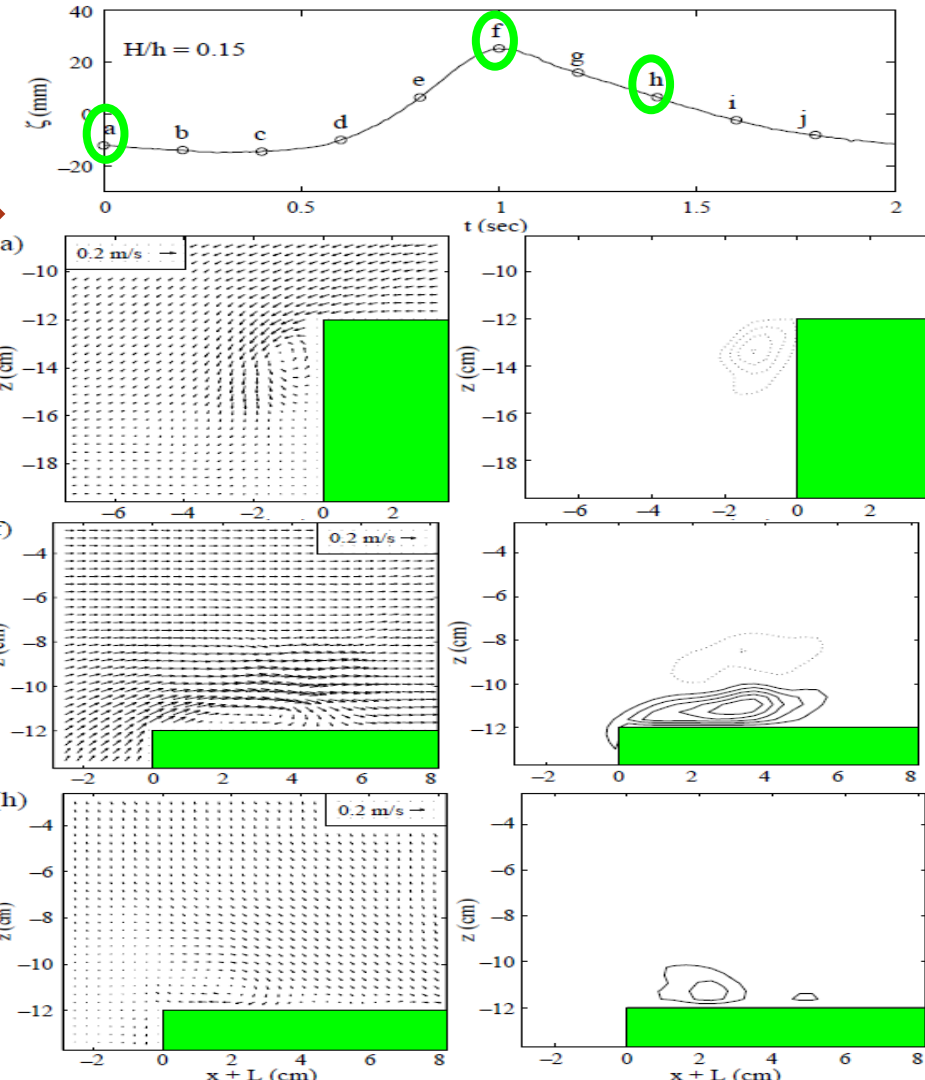 40
20
0
−20
ζ (mm)
H/h = 0.15
a b c d e f g h i j
0 0.5 1 1.5 2
t (sec)
a)
0.2 m/s
−10
−12
−14
−16
−18
z (cm)
−6 −4 −2 0 2
−10
−12
−14
−16
−18
z (cm)
−6 −4 −2 0 2
)
0.2 m/s
−4
−6
−8
−10
−12
z (cm)
−2 0 2 4 6 8
−4
−6
−8
−10
−12
z (cm)
−2 0 2 4 6 8
(h)
0.2 m/s
−4
−6
−8
−10
−12
z (cm)
−2 0 2 4 6 8
x + L (cm)
−4
−6
−8
−10
−12
z (cm)
−2 0 2 4 6 8
x + L (cm)